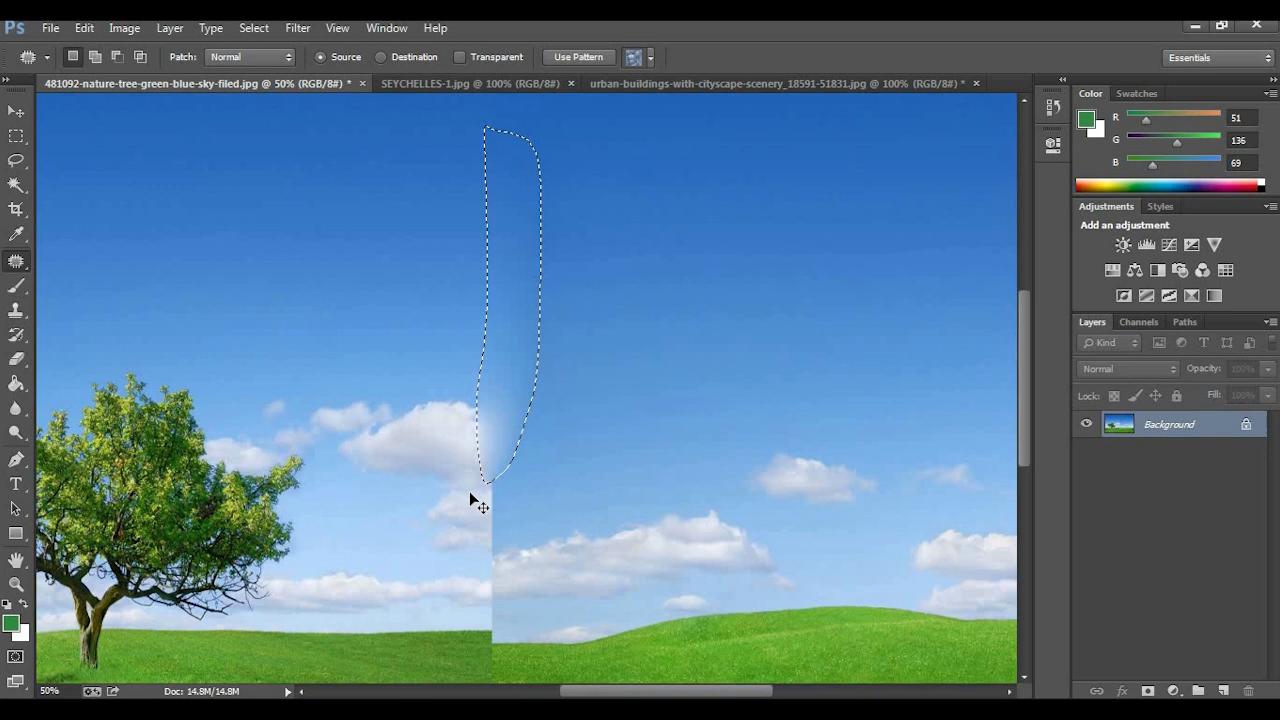 Ps File Edit Image Layer Type Select Filter View Window Help
Patch: Normal Source Destination Transparent Use Pattern Essentials
481092-nature-tree-green-blue-sky-filed.jpg @ 50% (RGB/8#) * × SEYCHELLES-1.jpg @ 100% (RGB/8#) × urban-buildings-with-cityscape-scenery_18591-51831.jpg @ 100% (RGB/8#) * ×
Color Swatches
R 51
G 136
B 69
Adjustments Styles
Add an adjustment
Layers Channels Paths
Kind
Normal Opacity: 100%
Lock: Fill: 100%
Background
50% Doc: 14.8M/14.8M